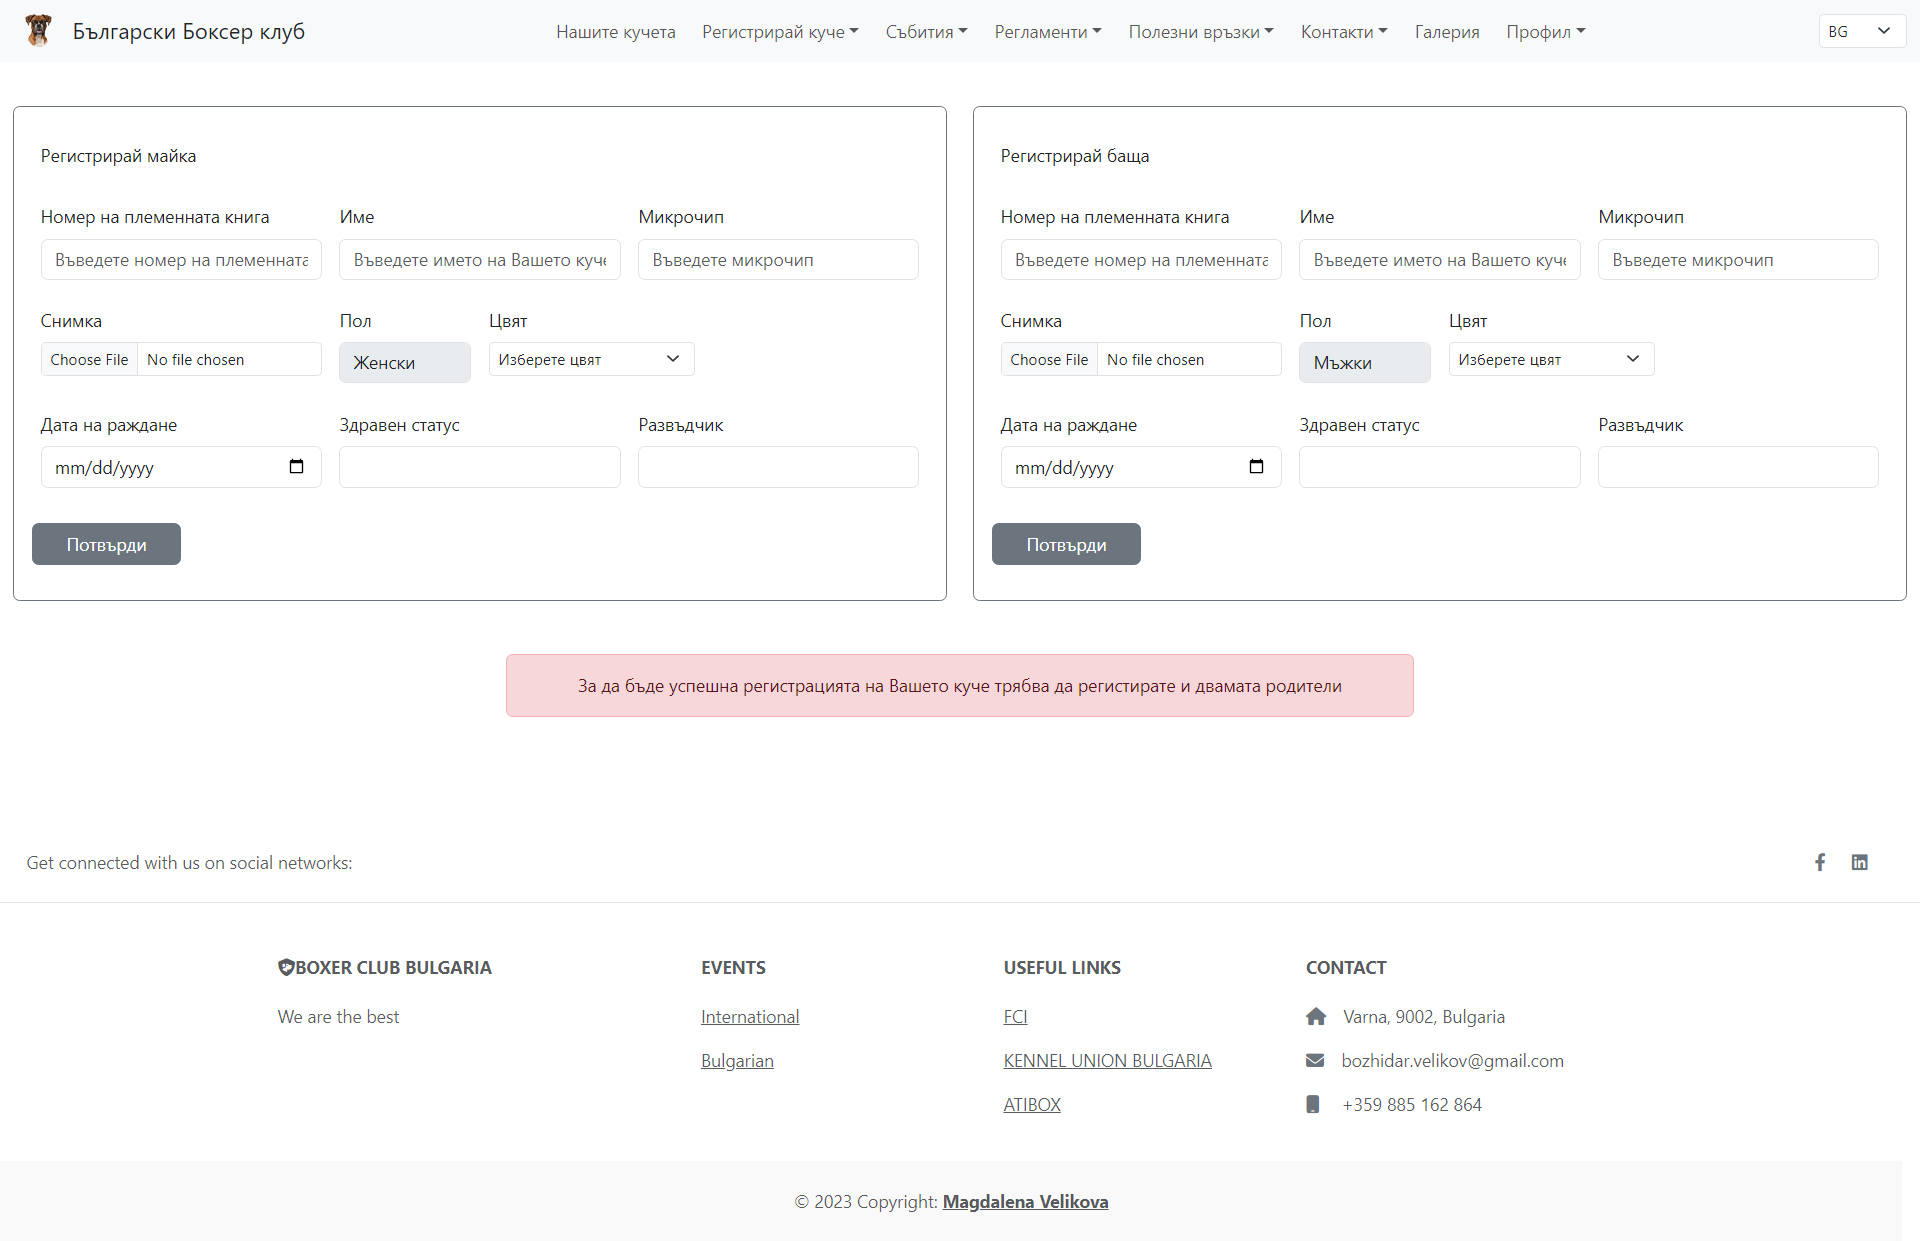 Български Боксер клуб
Нашите кучета
Регистрирай куче
Събития
Регламенти
Полезни връзки
Контакти
Галерия
Профил
BG
Регистрирай майка
Номер на племенната книга
Име
Микрочип
Въведете номер на племенната
Въведете името на Вашето куче
Въведете микрочип
Снимка
Пол
Цвят
Choose File No file chosen
Женски
Изберете цвят
Дата на раждане
Здравен статус
Развъдчик
mm/dd/yyyy
Потвърди
Регистрирай баща
Номер на племенната книга
Име
Микрочип
Въведете номер на племенната
Въведете името на Вашето куче
Въведете микрочип
Снимка
Пол
Цвят
Choose File No file chosen
Мъжки
Изберете цвят
Дата на раждане
Здравен статус
Развъдчик
mm/dd/yyyy
Потвърди
За да бъде успешна регистрацията на Вашето куче трябва да регистирате и двамата родители
Get connected with us on social networks:
BOXER CLUB BULGARIA
We are the best
EVENTS
International
Bulgarian
USEFUL LINKS
FCI
KENNEL UNION BULGARIA
ATIBOX
CONTACT
Varna, 9002, Bulgaria
bozhidar.velikov@gmail.com
+359 885 162 864
© 2023 Copyright: Magdalena Velikova